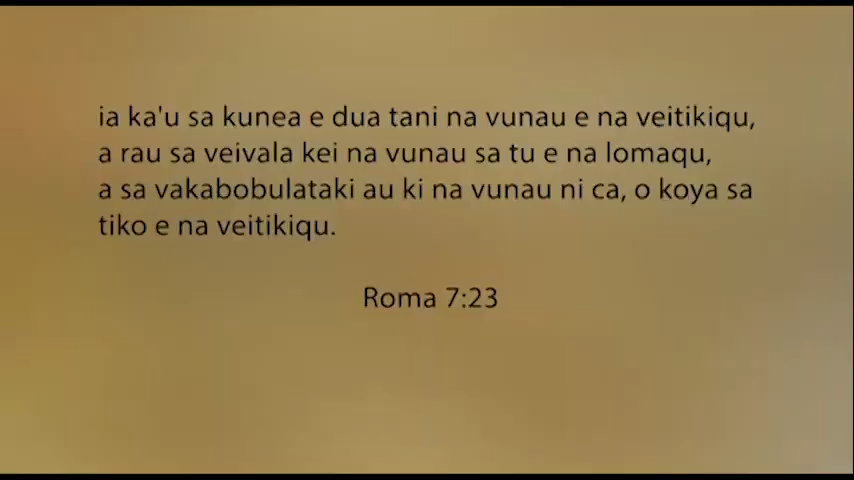 ia ka'u sa kunea e dua tani na vunau e na veitikiqu,
a rau sa veivala kei na vunau sa tu e na lomaqu,
a sa vakabobulataki au ki na vunau ni ca, o koya sa
tiko e na veitikiqu.
Roma 7:23